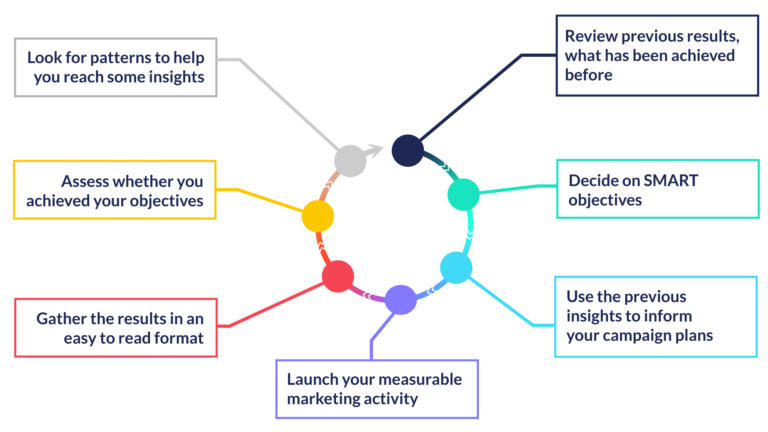 Look for patterns to help
you reach some insights
Review previous results,
what has been achieved
before
Assess whether you
achieved your objectives
Decide on SMART
objectives
Gather the results in an
easy to read format
Use the previous
insights to inform
your campaign plans
Launch your measurable
marketing activity